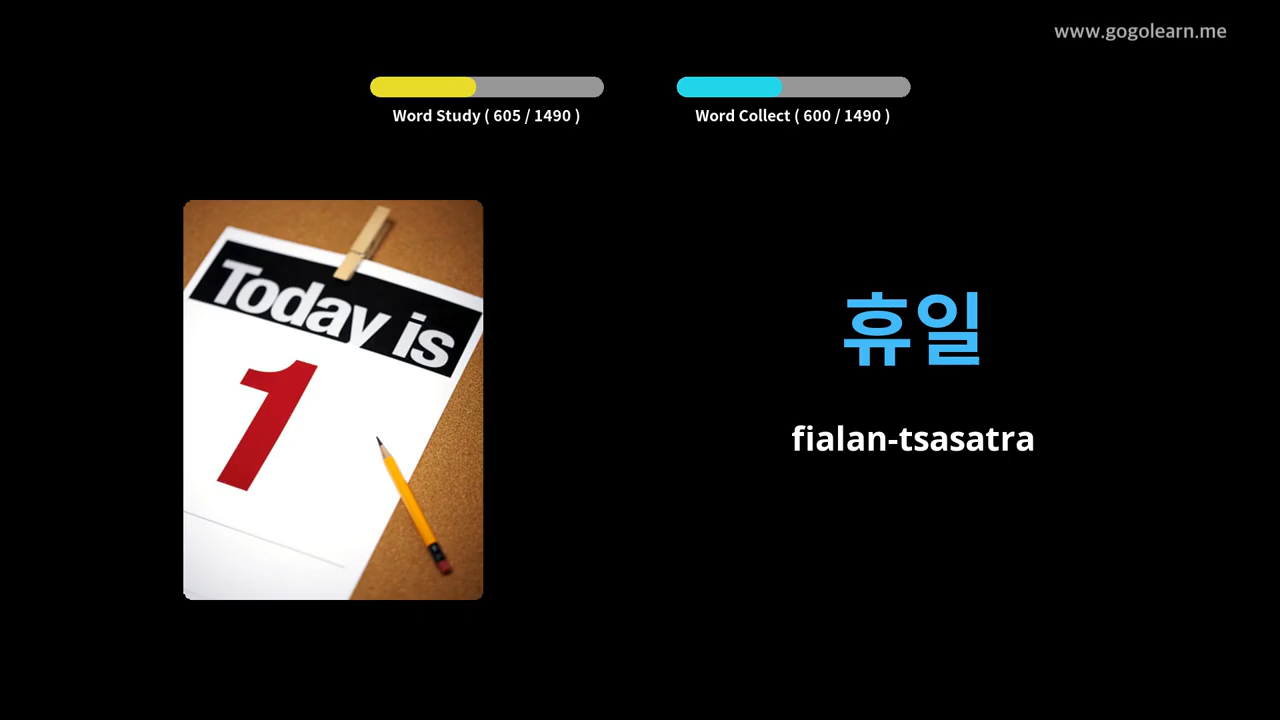 www.gogolearn.me
Word Study ( 605 / 1490 )
Word Collect ( 600 / 1490 )
Today is
1
휴일
fialan-tsasatra